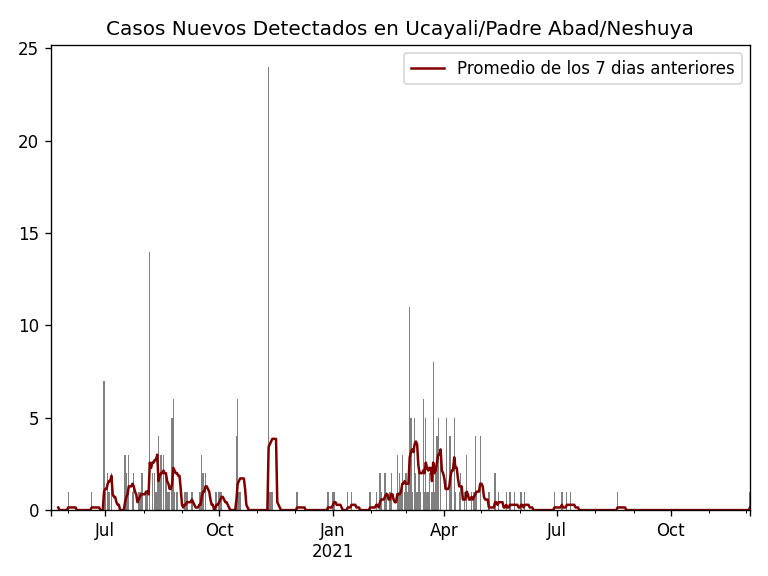 Casos Nuevos Detectados en Ucayali/Padre Abad/Neshuya
Promedio de los 7 dias anteriores
25
20
15
10
5
0
Jul Oct Jan Apr Jul Oct
2021